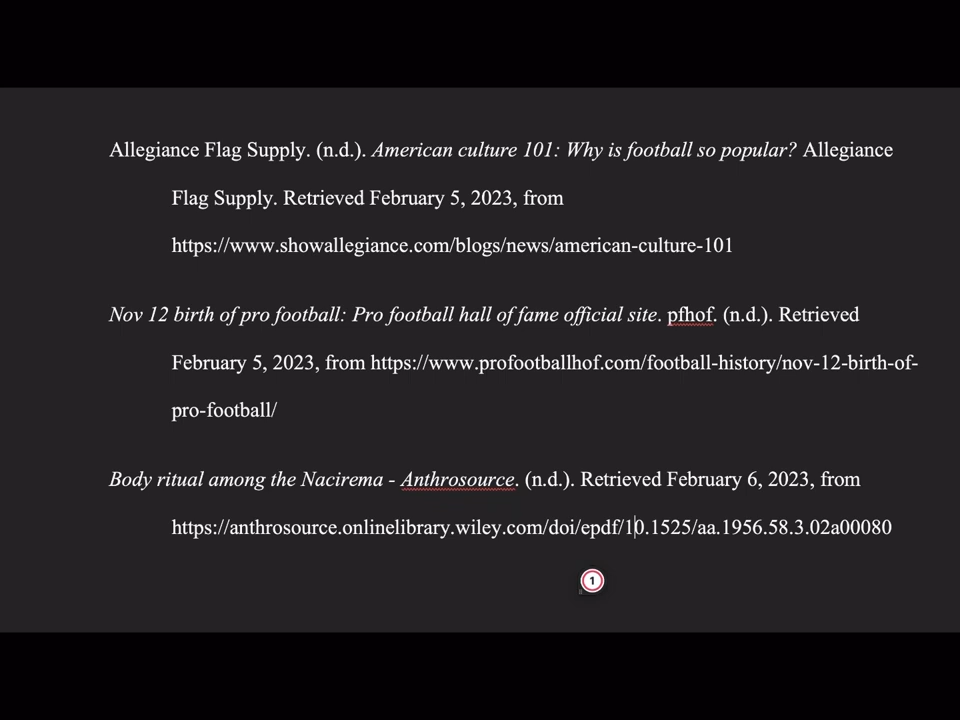 Allegiance Flag Supply. (n.d.). American culture 101: Why is football so popular? Allegiance
Flag Supply. Retrieved February 5, 2023, from
https://www.showallegiance.com/blogs/news/american-culture-101
Nov 12 birth of pro football: Pro football hall of fame official site. pfhof. (n.d.). Retrieved
February 5, 2023, from https://www.profootballhof.com/football-history/nov-12-birth-of-
pro-football/
Body ritual among the Nacirema - Anthrosource. (n.d.). Retrieved February 6, 2023, from
https://anthrosource.onlinelibrary.wiley.com/doi/epdf/10.1525/aa.1956.58.3.02a00080
1